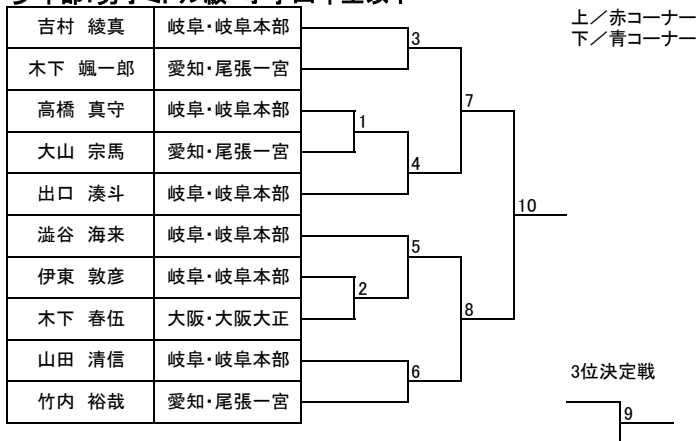 上／赤コーナー
下／青コーナー
吉村 綾真 岐阜・岐阜本部
木下 颯一郎 愛知・尾張一宮
高橋 真守 岐阜・岐阜本部
大山 宗馬 愛知・尾張一宮
出口 湊斗 岐阜・岐阜本部
澁谷 海来 岐阜・岐阜本部
伊東 敦彦 岐阜・岐阜本部
木下 春伍 大阪・大阪大正
山田 清信 岐阜・岐阜本部
竹内 裕哉 愛知・尾張一宮
3
7
1
4
10
5
2
8
6
3位決定戦
9